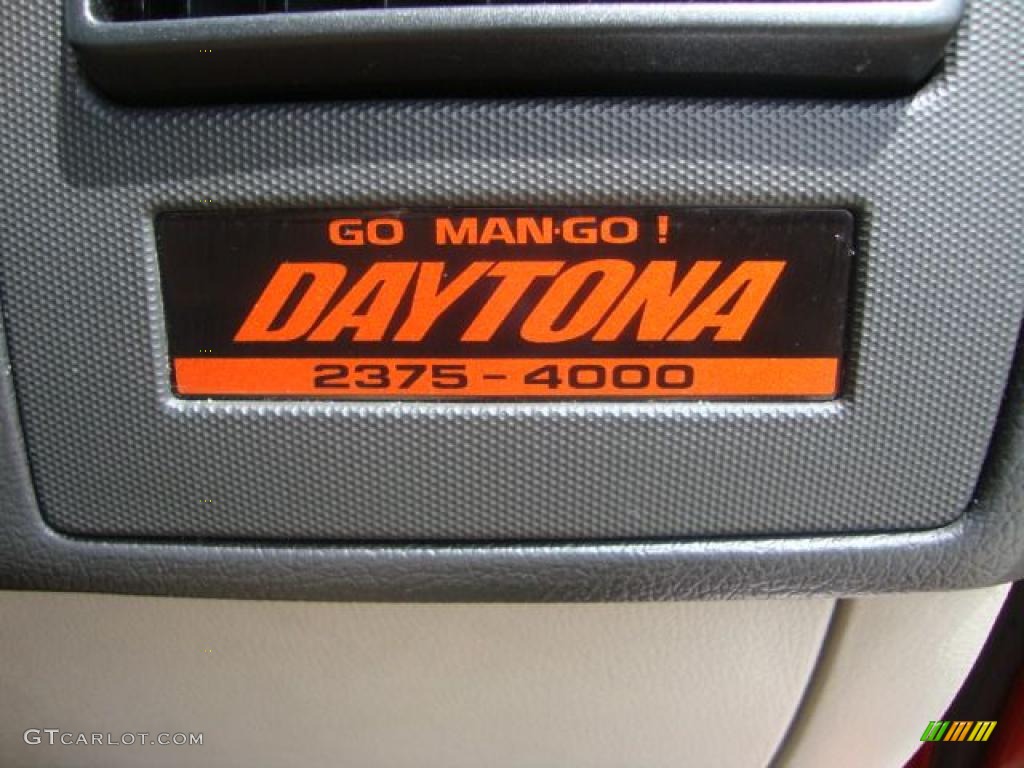 GO MAN·GO !
DAYTONA
2375 - 4000
GTCARLOT.COM